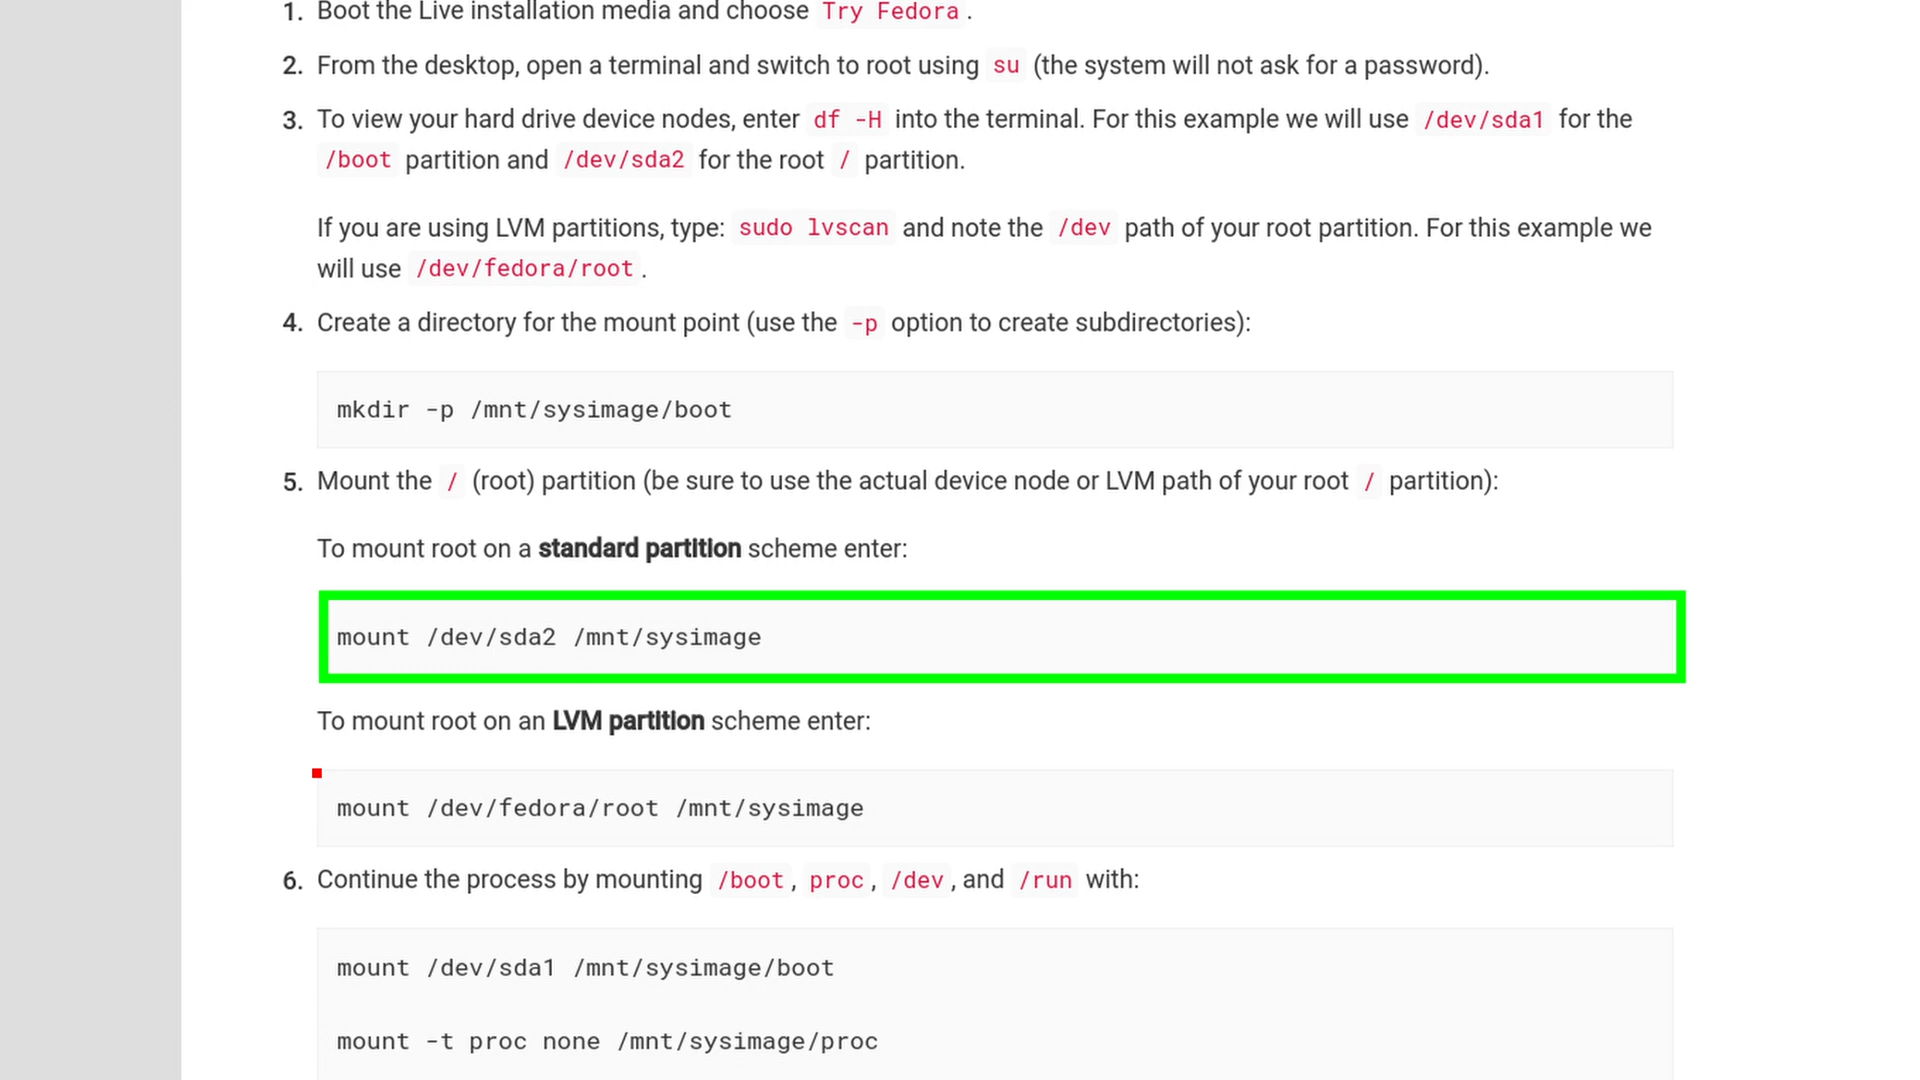 1. Boot the Live installation media and choose Try Fedora .
2. From the desktop, open a terminal and switch to root using su (the system will not ask for a password).
3. To view your hard drive device nodes, enter df -H into the terminal. For this example we will use /dev/sda1 for the
/boot partition and /dev/sda2 for the root / partition.
If you are using LVM partitions, type: sudo lvscan and note the /dev path of your root partition. For this example we
will use /dev/fedora/root .
4. Create a directory for the mount point (use the -p option to create subdirectories):
mkdir -p /mnt/sysimage/boot
5. Mount the / (root) partition (be sure to use the actual device node or LVM path of your root / partition):
To mount root on a standard partition scheme enter:
mount /dev/sda2 /mnt/sysimage
To mount root on an LVM partition scheme enter:
mount /dev/fedora/root /mnt/sysimage
6. Continue the process by mounting /boot , proc , /dev , and /run with:
mount /dev/sda1 /mnt/sysimage/boot
mount -t proc none /mnt/sysimage/proc